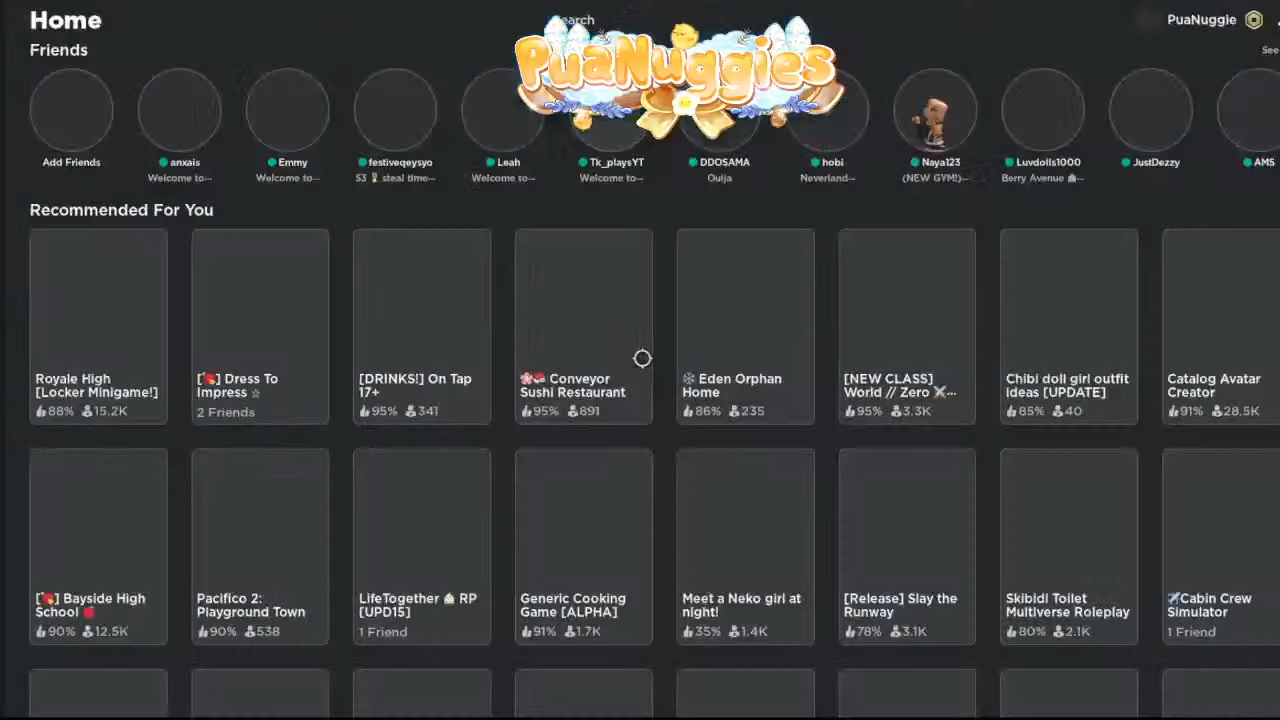 Home
earch
PuaNuggie
PuaNuggies
Friends
See
Add Friends
anxais
Welcome to...
Emmy
Welcome to...
festiveqeysyo
S3 ⏳ steal time...
Leah
Welcome to...
Tk_playsYT
Welcome to...
DDOSAMA
Ouija
hobi
Neverland...
Naya123
(NEW GYM!)...
Luvdolls1000
Berry Avenue 🏠...
JustDezzy
AMS
Recommended For You
Royale High
[Locker Minigame!]
88% 15.2K
[] Dress To
Impress ☆
2 Friends
[DRINKS!] On Tap
17+
95% 341
🌸🍣 Conveyor
Sushi Restaurant
95% 891
❄️ Eden Orphan
Home
86% 235
[NEW CLASS]
World // Zero ⚔️...
95% 3.3K
Chibi doll girl outfit
ideas [UPDATE]
85% 40
Catalog Avatar
Creator
91% 28.5K
[] Bayside High
School 🍎
90% 12.5K
Pacifico 2:
Playground Town
90% 538
LifeTogether 🏠 RP
[UPD15]
1 Friend
Generic Cooking
Game [ALPHA]
91% 1.7K
Meet a Neko girl at
night!
35% 1.4K
[Release] Slay the
Runway
78% 3.1K
Skibidi Toilet
Multiverse Roleplay
80% 2.1K
✈️Cabin Crew
Simulator
1 Friend